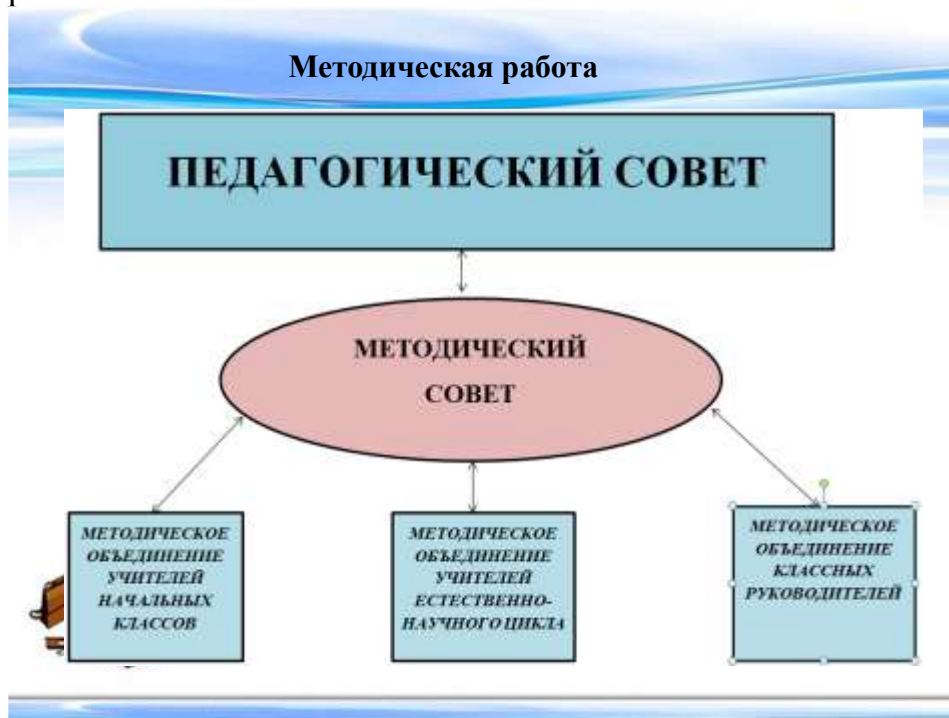 Методическая работа
ПЕДАГОГИЧЕСКИЙ СОВЕТ
МЕТОДИЧЕСКИЙ
СОВЕТ
МЕТОДИЧЕСКОЕ
ОБЪЕДИНЕНИЕ
УЧИТЕЛЕЙ
НАЧАЛЬНЫХ
КЛАССОВ
МЕТОДИЧЕСКОЕ
ОБЪЕДИНЕНИЕ
УЧИТЕЛЕЙ
ЕСТЕСТВЕННО-
НАУЧНОГО ЦИКЛА
МЕТОДИЧЕСКОЕ
ОБЪЕДИНЕНИЕ
КЛАССНЫХ
РУКОВОДИТЕЛЕЙ